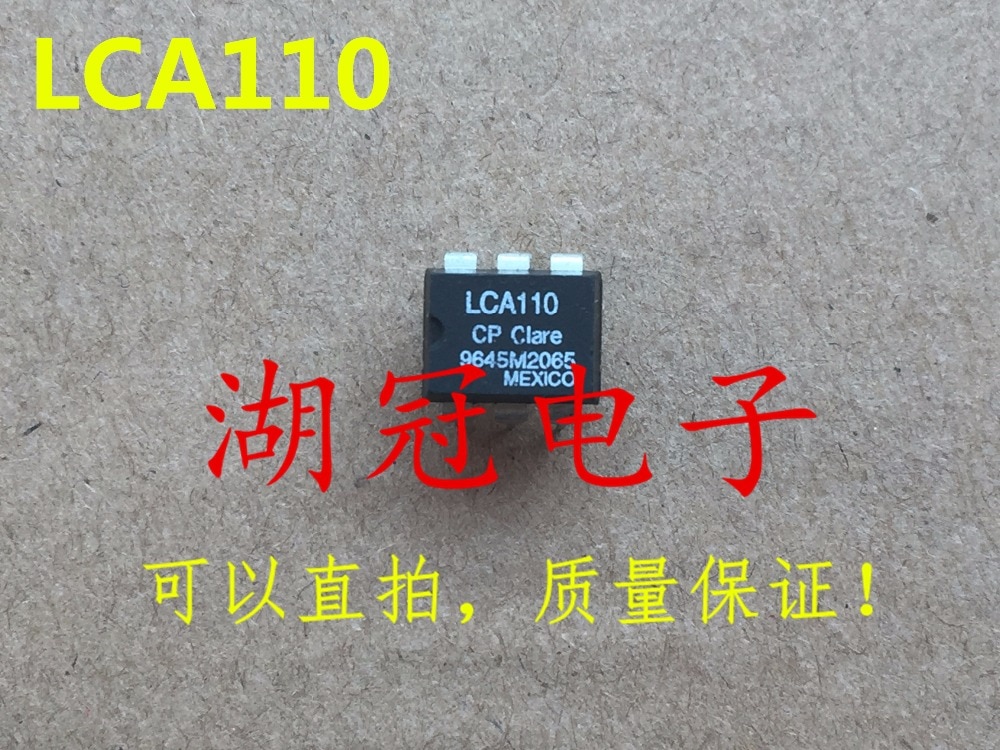 LCA110
LCA110
CP Clare
9645M2065
MEXICO
湖冠电子
可以直拍，质量保证！